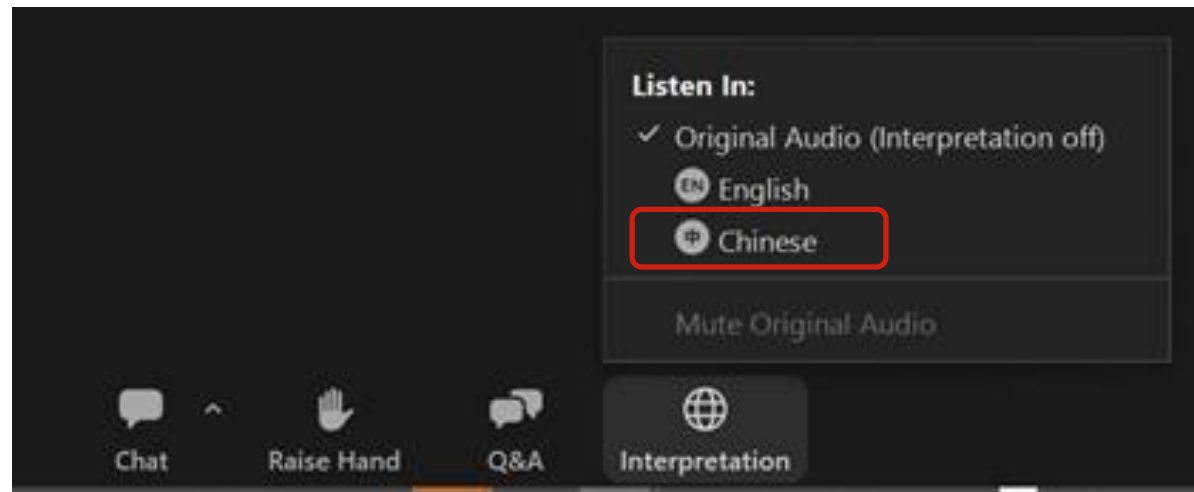 Listen In:
Original Audio (Interpretation off)
EN English
中 Chinese
Mute Original Audio
Chat
Raise Hand
Q&A
Interpretation